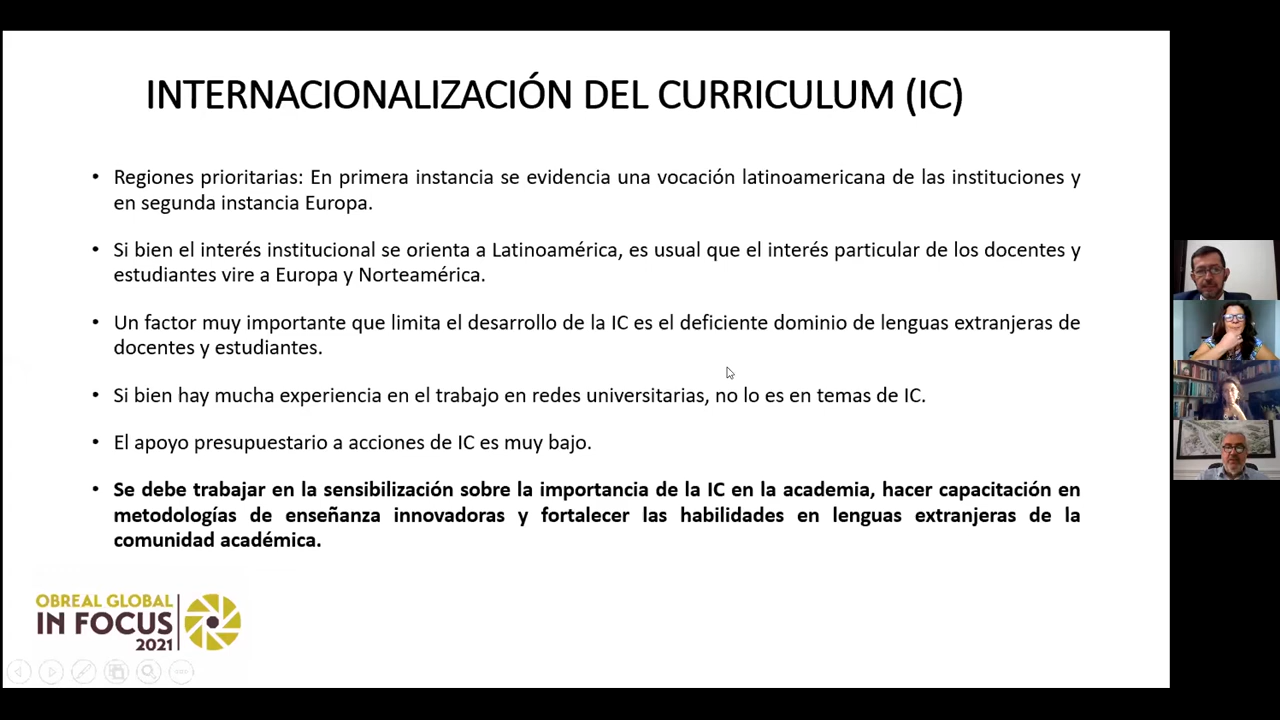 INTERNACIONALIZACIÓN DEL CURRICULUM (IC)
• Regiones prioritarias: En primera instancia se evidencia una vocación latinoamericana de las instituciones y
en segunda instancia Europa.
• Si bien el interés institucional se orienta a Latinoamérica, es usual que el interés particular de los docentes y
estudiantes vire a Europa y Norteamérica.
• Un factor muy importante que limita el desarrollo de la IC es el deficiente dominio de lenguas extranjeras de
docentes y estudiantes.
• Si bien hay mucha experiencia en el trabajo en redes universitarias, no lo es en temas de IC.
• El apoyo presupuestario a acciones de IC es muy bajo.
• Se debe trabajar en la sensibilización sobre la importancia de la IC en la academia, hacer capacitación en
metodologías de enseñanza innovadoras y fortalecer las habilidades en lenguas extranjeras de la
comunidad académica.
OBREAL GLOBAL
IN FOCUS
2021